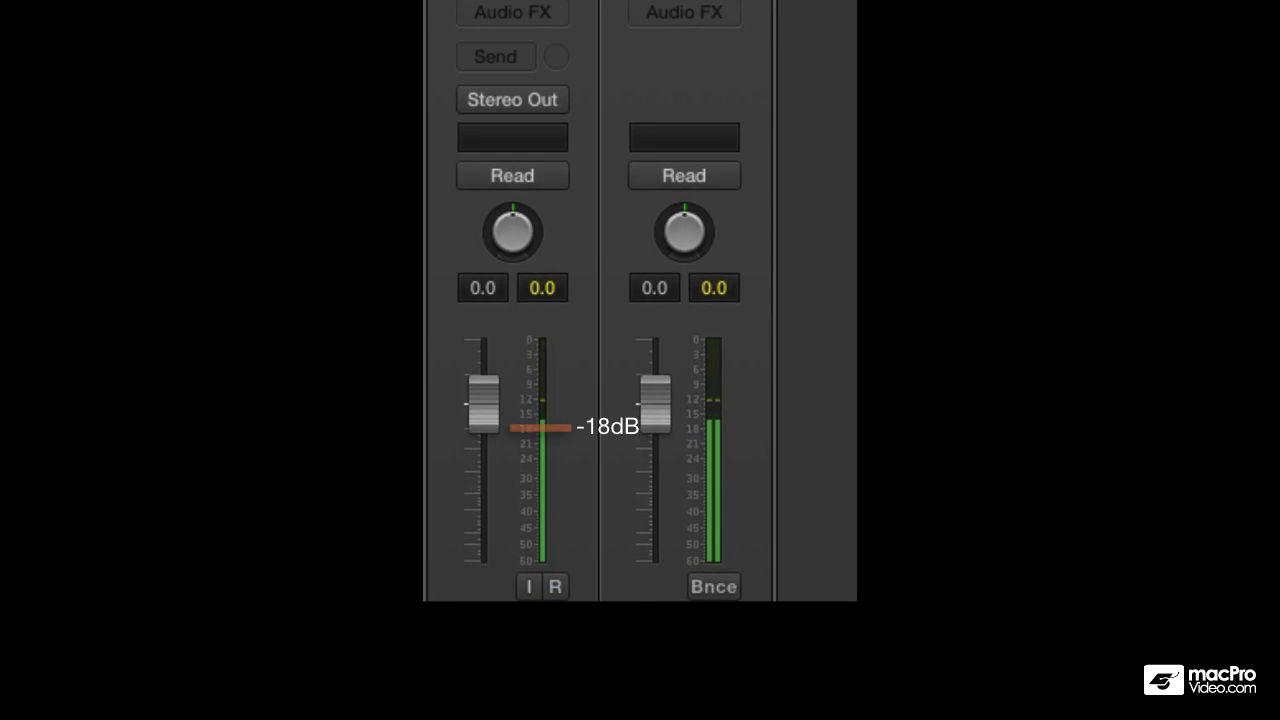 Audio FX Audio FX
Send
Stereo Out
Read Read
0.0 0.0 0.0 0.0
0 0
3 3
6 6
9 9
12 12
15 15
-18dB
18 18
21 21
24 24
30 30
35 35
40 40
45 45
50 50
60 60
I R Bnce
macPro
Video.com